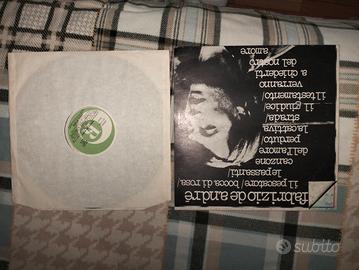 fabrizio de andré
il pescatore/ bocca di rosa/
le passanti/
canzone
dell'amore
perduto/
la cattiva
strada/
il giudice/
il testamento/
verranno
a chiederti
del nostro
amore
subito